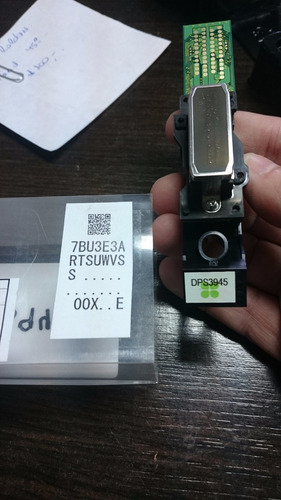 7BU3E3A
RTSUWVS
S .....
.......
00X..E
DPS3945